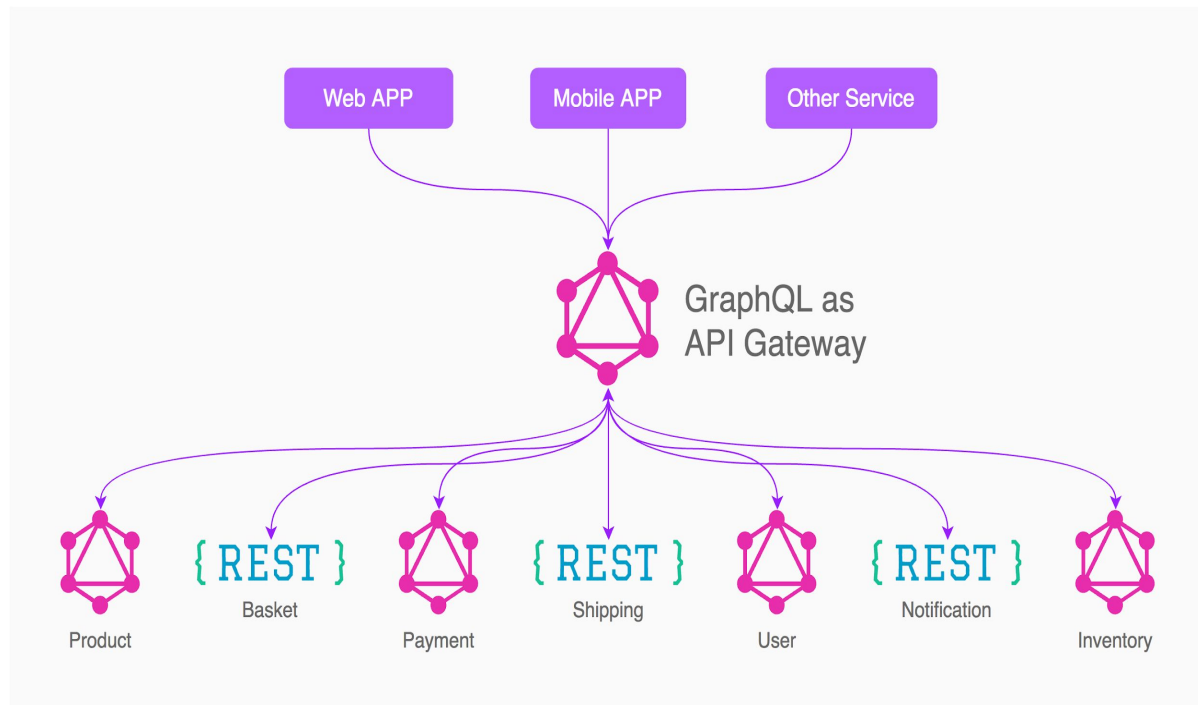 Web APP
Mobile APP
Other Service
GraphQL as
API Gateway
{ REST }
{ REST }
{ REST }
Basket
Shipping
Notification
Product
Payment
User
Inventory